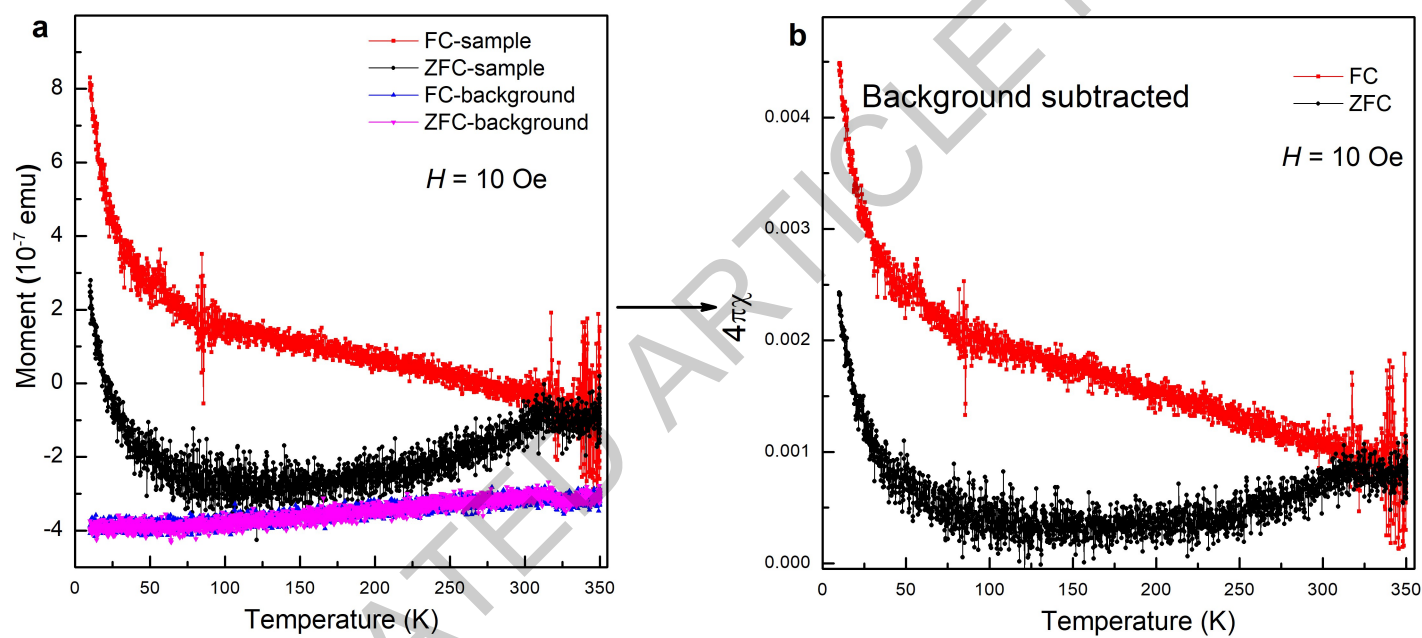 a
FC-sample
ZFC-sample
FC-background
ZFC-background
H = 10 Oe
Moment (10⁻⁷ emu)
8
6
4
2
0
-2
-4
0 50 100 150 200 250 300 350
Temperature (K)
b
FC
ZFC
Background subtracted
H = 10 Oe
4πχ
0.004
0.003
0.002
0.001
0.000
0 50 100 150 200 250 300 350
Temperature (K)
ATED ARTICLE